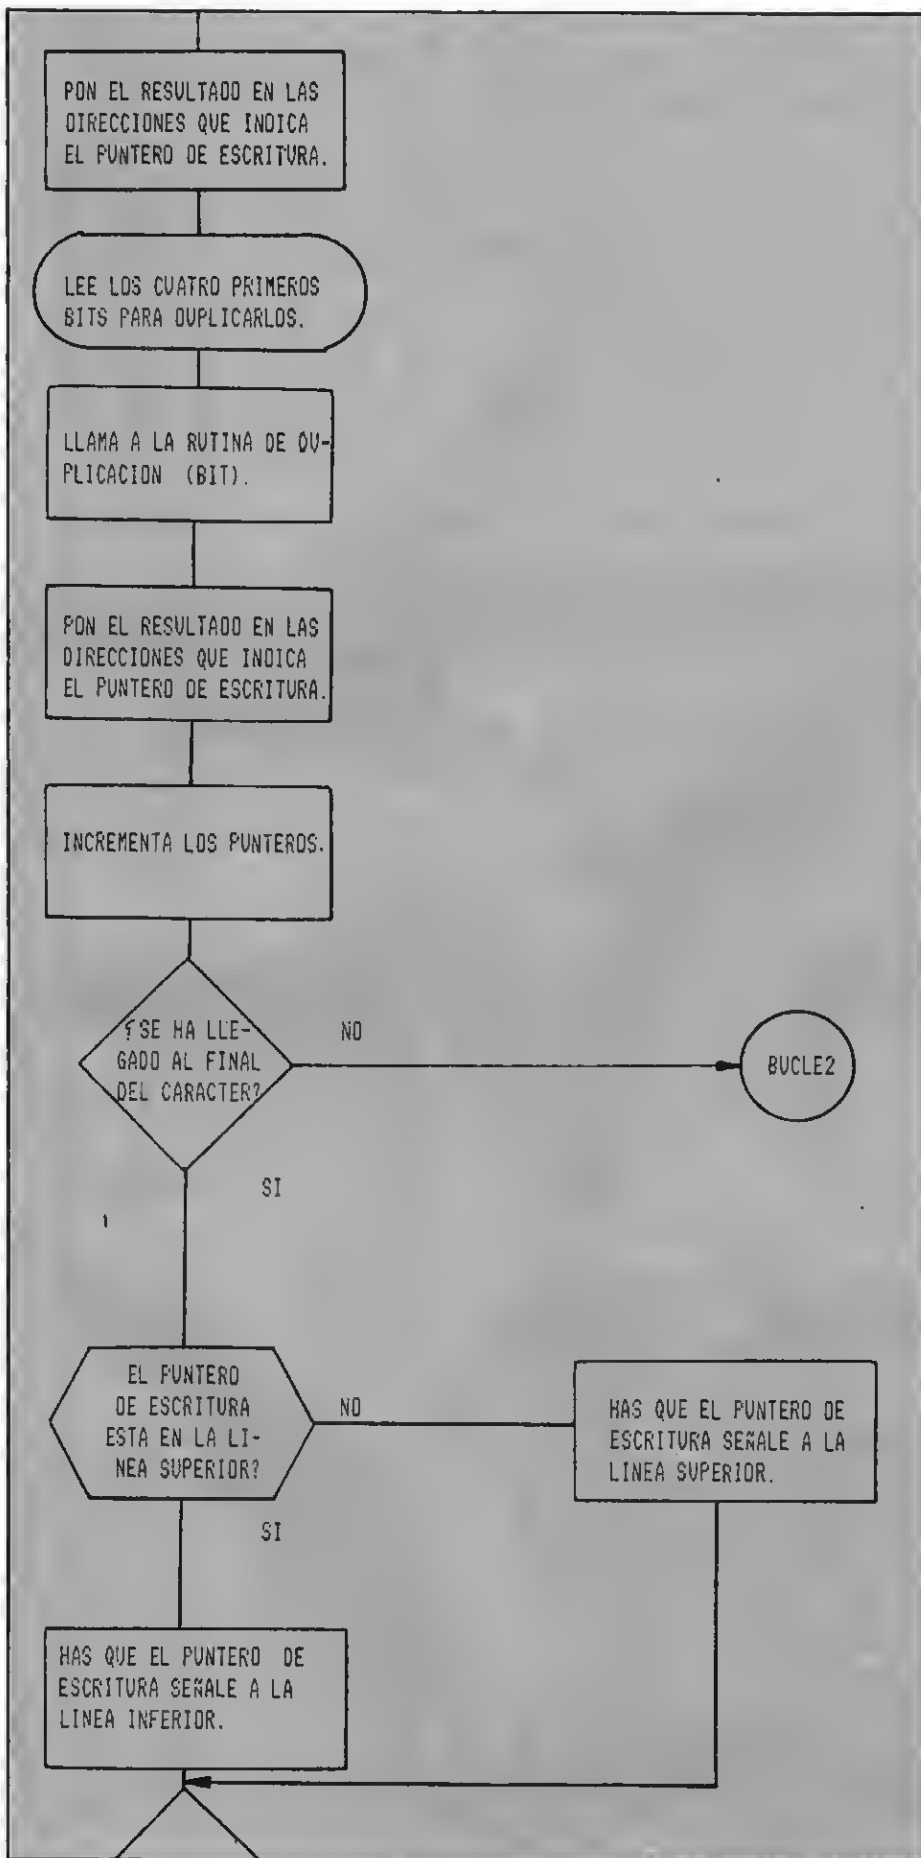 PON EL RESULTADO EN LAS
DIRECCIONES QUE INDICA
EL PUNTERO DE ESCRITURA.
LEE LOS CUATRO PRIMEROS
BITS PARA DUPLICARLOS.
LLAMA A LA RUTINA DE DU-
PLICACION (BIT).
PON EL RESULTADO EN LAS
DIRECCIONES QUE INDICA
EL PUNTERO DE ESCRITURA.
INCREMENTA LOS PUNTEROS.
¿SE HA LLE-
GADO AL FINAL
DEL CARACTER?
NO
BUCLE2
SI
EL PUNTERO
DE ESCRITURA
ESTA EN LA LI-
NEA SUPERIOR?
NO
HAS QUE EL PUNTERO DE
ESCRITURA SEÑALE A LA
LINEA SUPERIOR.
SI
HAS QUE EL PUNTERO DE
ESCRITURA SEÑALE A LA
LINEA INFERIOR.